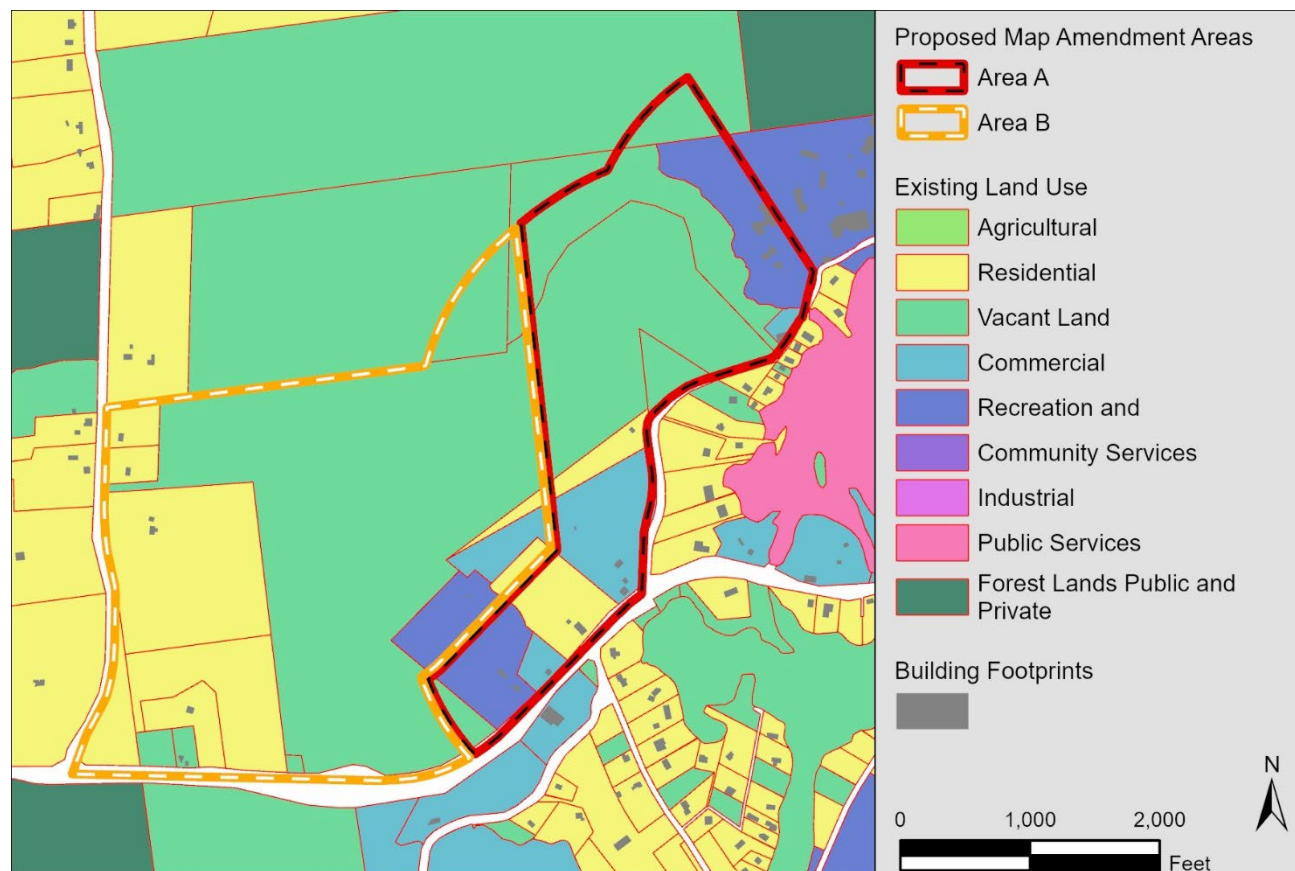 Proposed Map Amendment Areas
Area A
Area B
Existing Land Use
Agricultural
Residential
Vacant Land
Commercial
Recreation and
Community Services
Industrial
Public Services
Forest Lands Public and
Private
Building Footprints
N
0 1,000 2,000
Feet